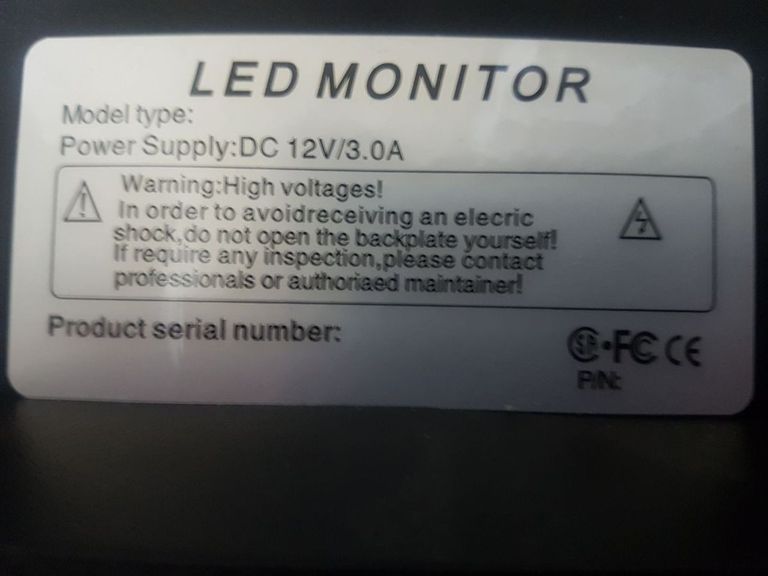 LED MONITOR
Model type:
Power Supply:DC 12V/3.0A
Warning:High voltages!
In order to avoidreceiving an elecric
shock,do not open the backplate yourself!
If require any inspection,please contact
professionals or authoriaed maintainer!
Product serial number:
FC CE
P/N: